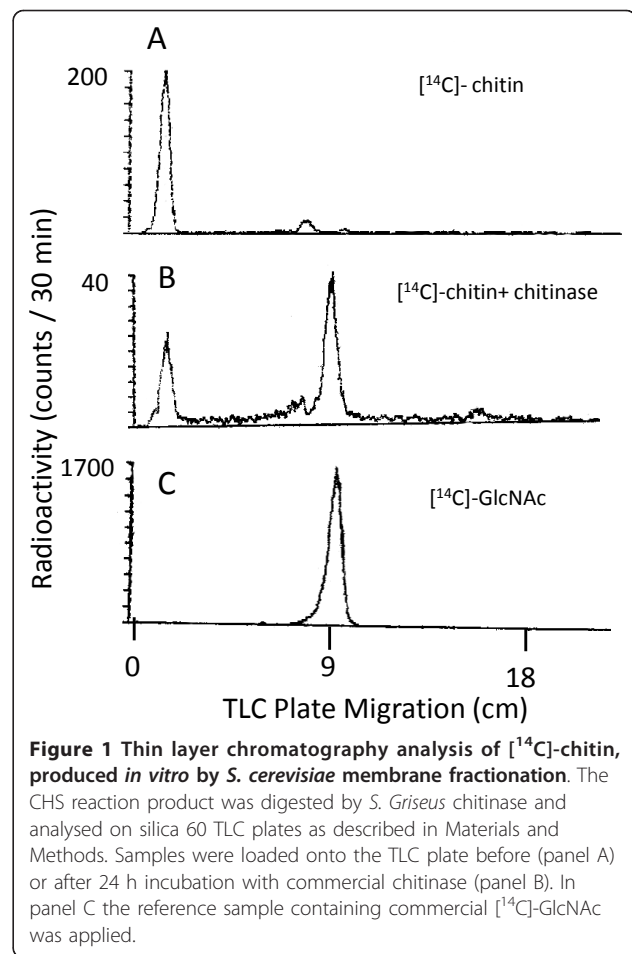 A
200
[¹⁴C]- chitin
B
40
[¹⁴C]-chitin+ chitinase
C
1700
[¹⁴C]-GlcNAc
Radioactivity (counts / 30 min)
0
9
18
TLC Plate Migration (cm)
Figure 1 Thin layer chromatography analysis of [¹⁴C]-chitin,
produced in vitro by S. cerevisiae membrane fractionation. The
CHS reaction product was digested by S. Griseus chitinase and
analysed on silica 60 TLC plates as described in Materials and
Methods. Samples were loaded onto the TLC plate before (panel A)
or after 24 h incubation with commercial chitinase (panel B). In
panel C the reference sample containing commercial [¹⁴C]-GlcNAc
was applied.